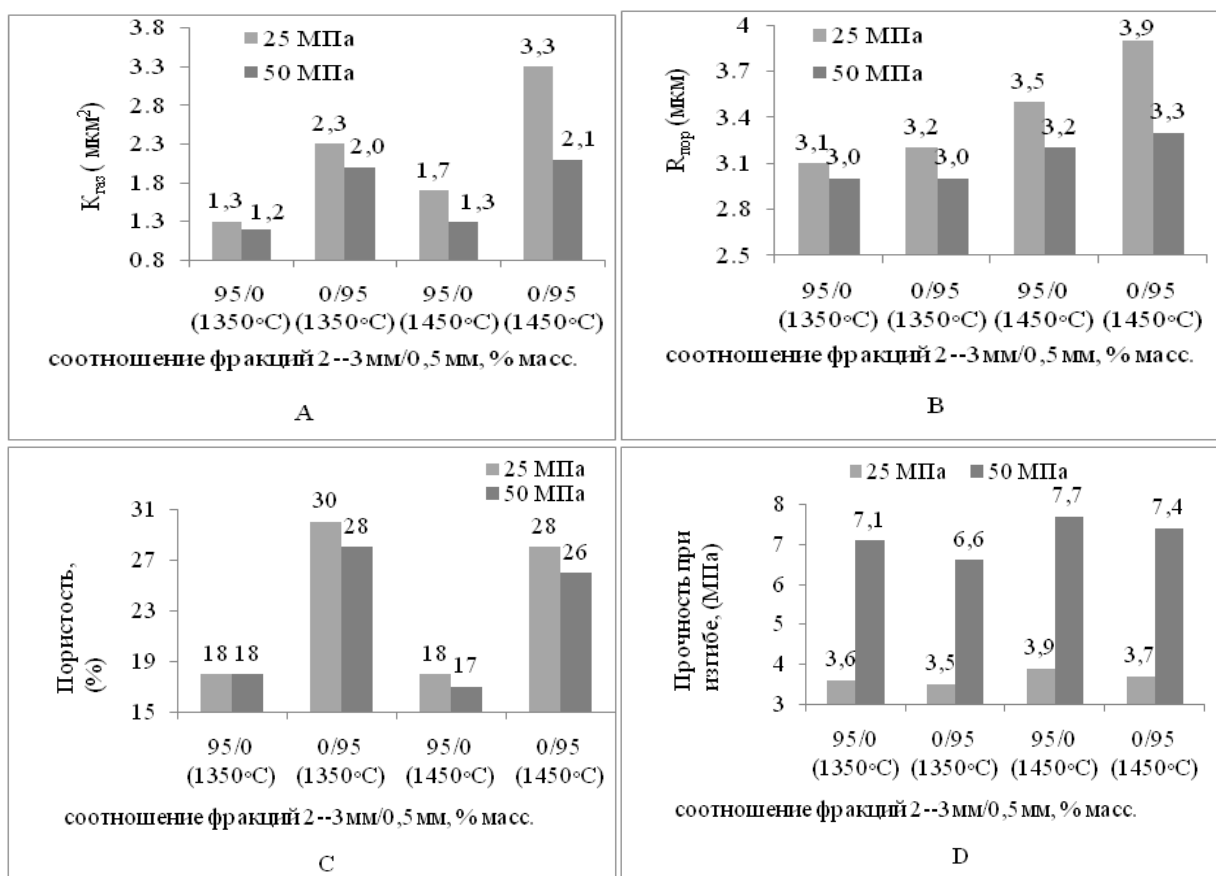 3.8
3.3
2.8
2.3
1.8
1.3
0.8
Kгаз ( мкм²)
25 МПа
50 МПа
1,3
1,2
2,3
2,0
1,7
1,3
3,3
2,1
95/0 0/95 95/0 0/95
(1350°C) (1350°C) (1450°C) (1450°C)
соотношение фракций 2--3 мм/0,5 мм, % масс.
A
4
3.7
3.4
3.1
2.8
2.5
Rпор (мкм)
25 МПа
50 МПа
3,1
3,0
3,2
3,0
3,5
3,2
3,9
3,3
95/0 0/95 95/0 0/95
(1350°C) (1350°C) (1450°C) (1450°C)
соотношение фракций 2--3 мм/0,5 мм, % масс.
B
31
27
23
19
15
Пористость,
(%)
25 МПа
50 МПа
18
18
30
28
18
17
28
26
95/0 0/95 95/0 0/95
(1350°C) (1350°C) (1450°C) (1450°C)
соотношение фракций 2--3 мм/0,5 мм, % масс.
C
25 МПа 50 МПа
8
7
6
5
4
3
Прочность при
изгибе, (МПа)
3,6
7,1
3,5
6,6
3,9
7,7
3,7
7,4
95/0 0/95 95/0 0/95
(1350°C) (1350°C) (1450°C) (1450°C)
соотношение фракций 2--3 мм/0,5 мм, % масс.
D